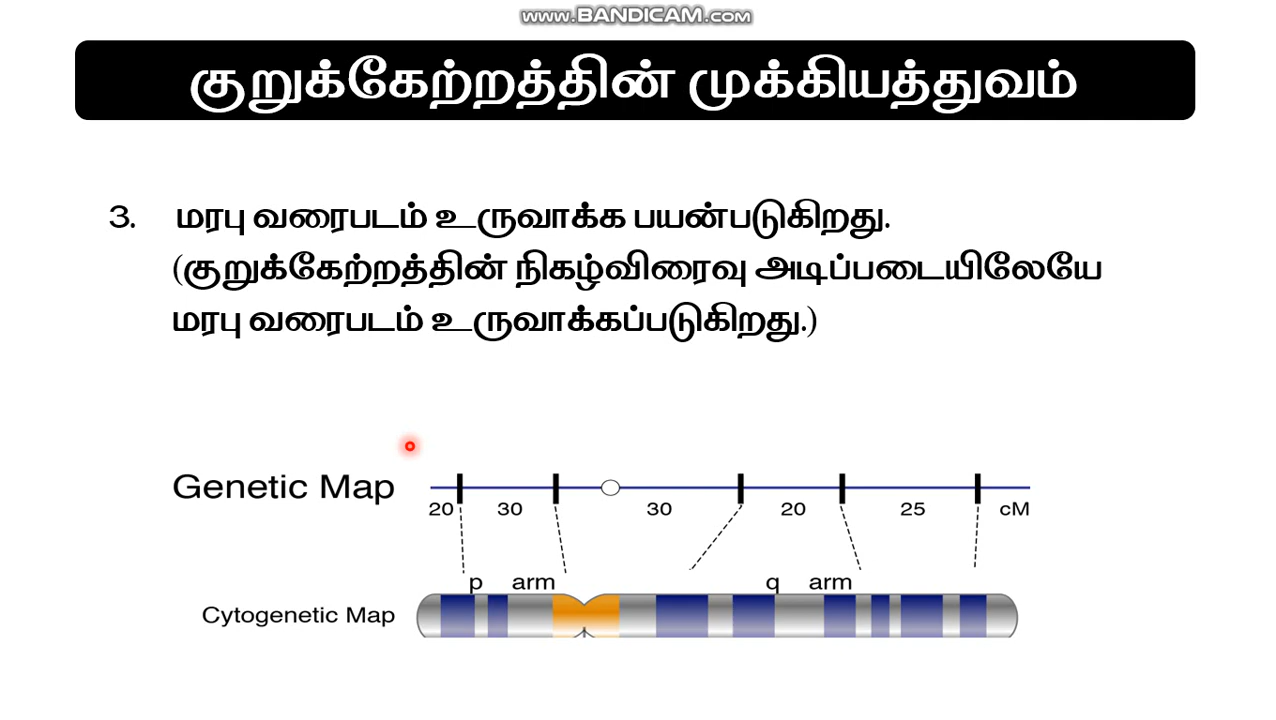 www.BANDICAM.com
குறுக்கேற்றத்தின் முக்கியத்துவம்
3. மரபு வரைபடம் உருவாக்க பயன்படுகிறது.
(குறுக்கேற்றத்தின் நிகழ்விரைவு அடிப்படையிலேயே
மரபு வரைபடம் உருவாக்கப்படுகிறது.)
Genetic Map
20 30 30 20 25 cM
p arm q arm
Cytogenetic Map